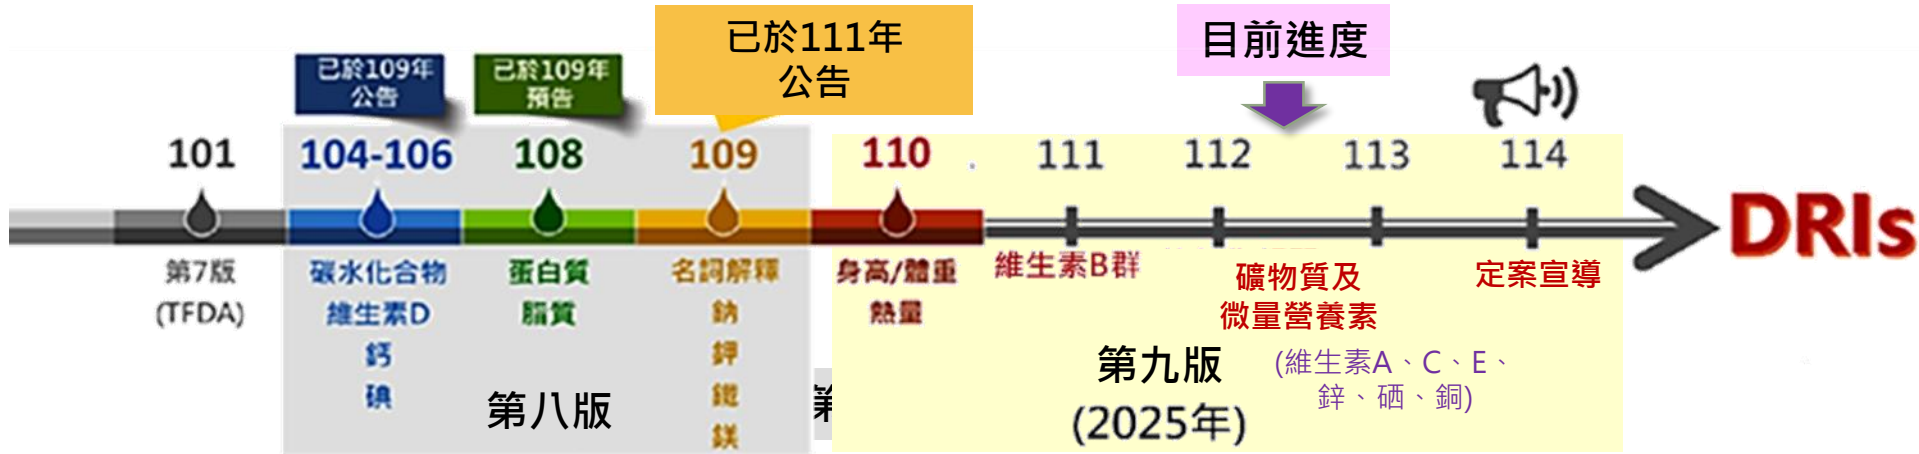 已於111年
公告
目前進度
已於109年
公告
已於109年
預告
101
104-106
108
109
110
111
112
113
114
DRIs
第7版
(TFDA)
碳水化合物
維生素D
鈣
碘
蛋白質
脂質
名詞解釋
鈉
鉀
鐵
鎂
身高/體重
熱量
維生素B群
礦物質及
微量營養素
(維生素A、C、E、
鋅、硒、銅)
定案宣導
第八版
第九版
(2025年)